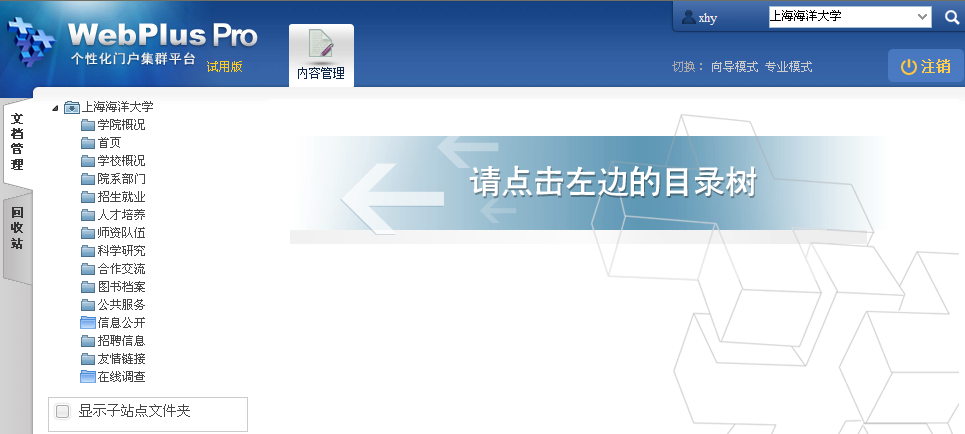 WebPlus Pro
个性化门户集群平台 试用版
内容管理
xhy
上海海洋大学
切换： 向导模式 专业模式
注销
文档管理
回收站
上海海洋大学
学院概况
首页
学校概况
院系部门
招生就业
人才培养
师资队伍
科学研究
合作交流
图书档案
公共服务
信息公开
招聘信息
友情链接
在线调查
显示子站点文件夹
请点击左边的目录树